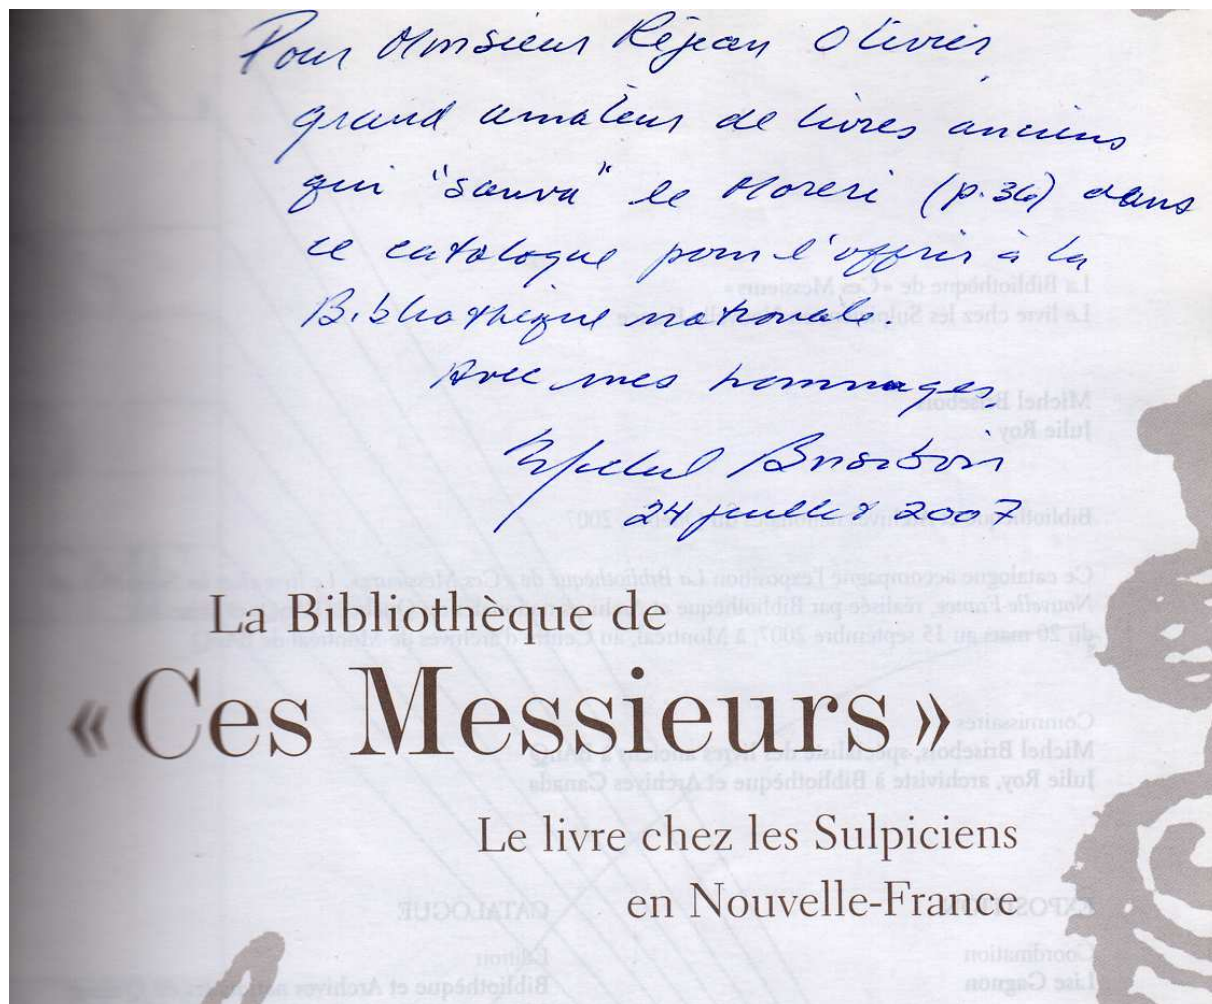 Pour Monsieur Réjean Olivier,
grand amateur de livres anciens
qui "sauva" le Moreri (p. 36) dans
ce catalogue pour l'offrir à la
Bibliothèque nationale.
Avec mes hommages,
Michel Brisebois
24 juillet 2007
La Bibliothèque de
« Ces Messieurs »
Le livre chez les Sulpiciens
en Nouvelle-France